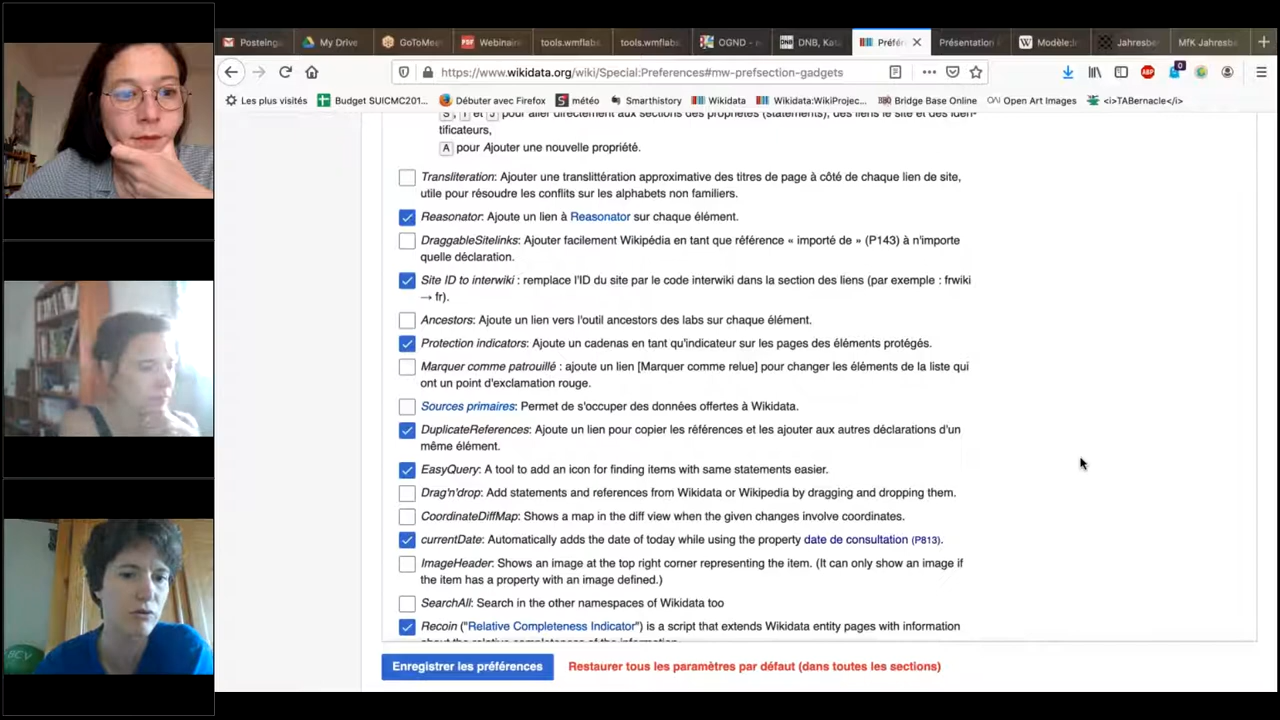 Posteing
My Drive
GoToMee
Webinaire
tools.wmflabs
tools.wmflabs
OGND -
DNB, Kata
Préfér
Présentation
Modèle:
Jahresbe
MfK Jahresb
https://www.wikidata.org/wiki/Special:Preferences#mw-prefsection-gadgets
ABP
0
Les plus visités
Budget SUICMC201...
Débuter avec Firefox
météo
Smarthistory
Wikidata
Wikidata:WikiProjec...
Bridge Base Online
Open Art Images
<i>TABernacle</i>
S, I et J pour aller directement aux sections des propriétés (statements), des liens le site et des iden-
tificateurs,
A pour Ajouter une nouvelle propriété.
Transliteration: Ajouter une translittération approximative des titres de page à côté de chaque lien de site,
utile pour résoudre les conflits sur les alphabets non familiers.
Reasonator: Ajoute un lien à Reasonator sur chaque élément.
DraggableSitelinks: Ajouter facilement Wikipédia en tant que référence « importé de » (P143) à n'importe
quelle déclaration.
Site ID to interwiki : remplace l'ID du site par le code interwiki dans la section des liens (par exemple : frwiki
→ fr).
Ancestors: Ajoute un lien vers l'outil ancestors des labs sur chaque élément.
Protection indicators: Ajoute un cadenas en tant qu'indicateur sur les pages des éléments protégés.
Marquer comme patrouillé : ajoute un lien [Marquer comme relue] pour changer les éléments de la liste qui
ont un point d'exclamation rouge.
Sources primaires: Permet de s'occuper des données offertes à Wikidata.
DuplicateReferences: Ajoute un lien pour copier les références et les ajouter aux autres déclarations d'un
même élément.
EasyQuery: A tool to add an icon for finding items with same statements easier.
Drag'n'drop: Add statements and references from Wikidata or Wikipedia by dragging and dropping them.
CoordinateDiffMap: Shows a map in the diff view when the given changes involve coordinates.
currentDate: Automatically adds the date of today while using the property date de consultation (P813).
ImageHeader: Shows an image at the top right corner representing the item. (It can only show an image if
the item has a property with an image defined.)
SearchAll: Search in the other namespaces of Wikidata too
Recoin ("Relative Completeness Indicator") is a script that extends Wikidata entity pages with information
about the relative completeness of the information.
Enregistrer les préférences
Restaurer tous les paramètres par défaut (dans toutes les sections)
BCV